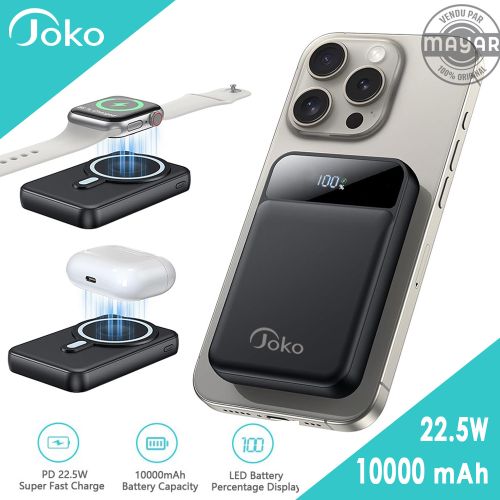 Joko
VENDU PAR
MAYAR
100% ORIGINAL
100%
Joko
PD 22.5W
Super Fast Charge
10000mAh
Battery Capacity
100
LED Battery
Percentage Display
22.5W
10000 mAh